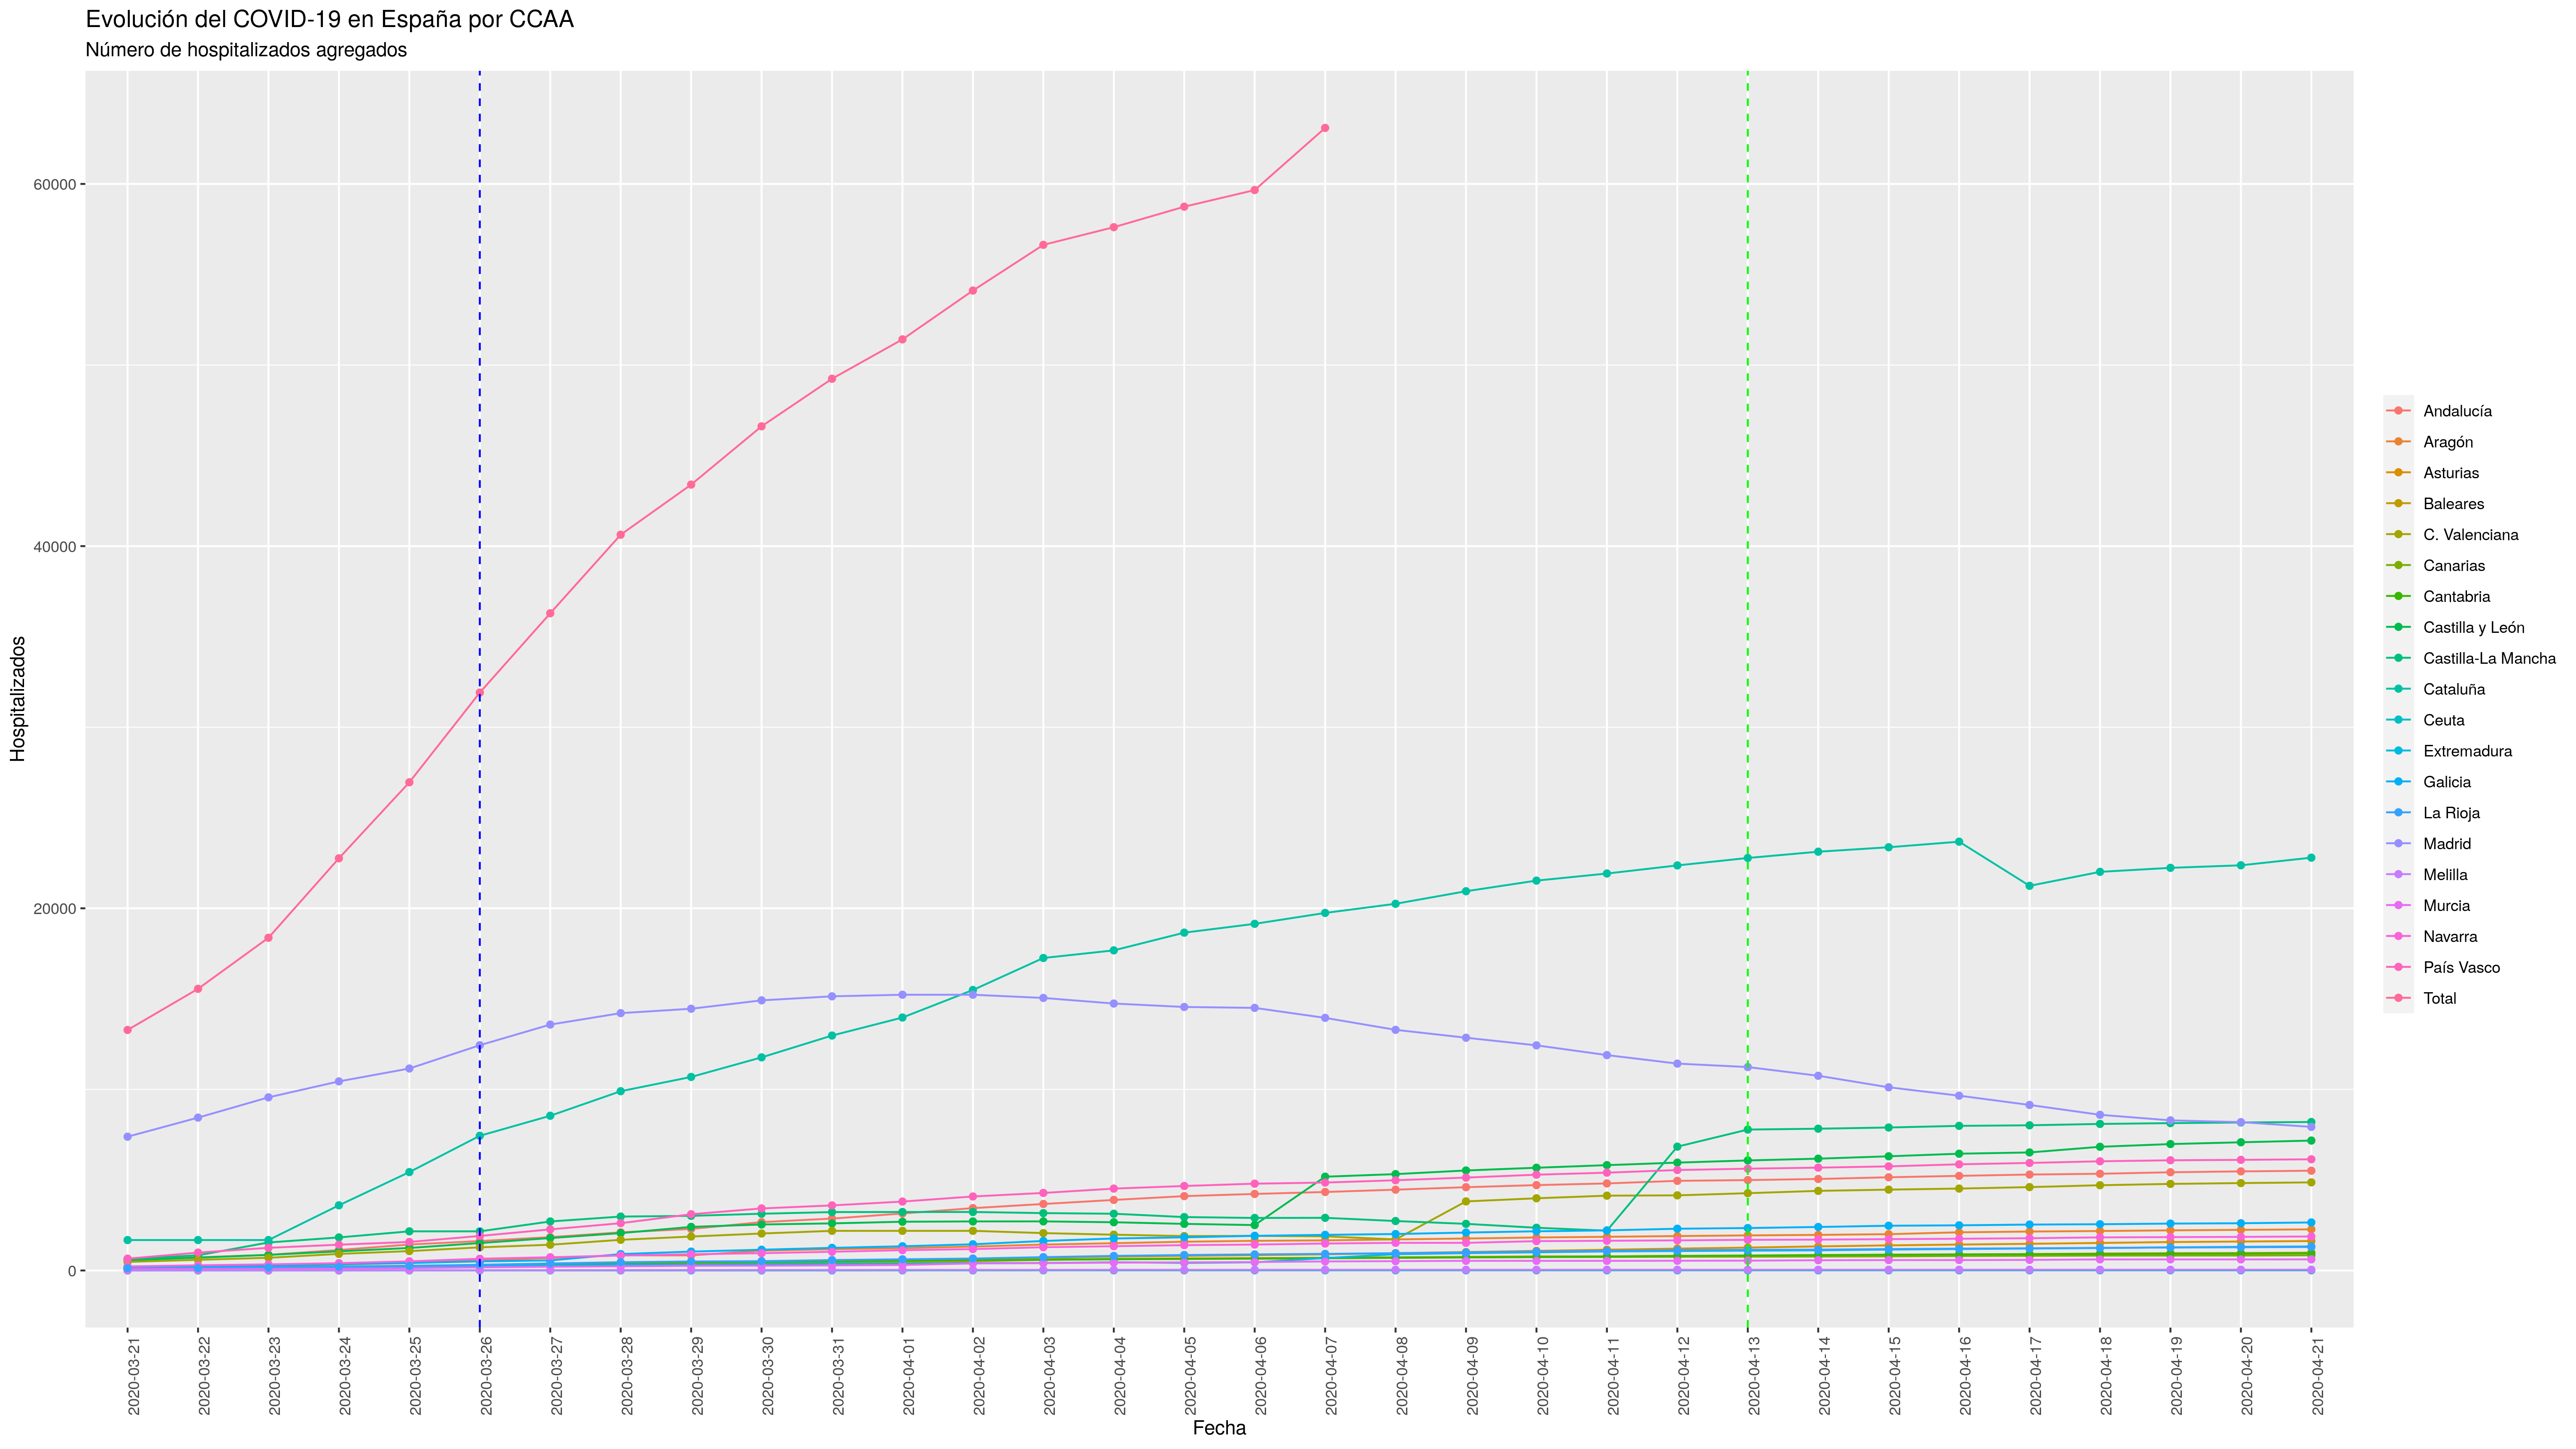 Evolución del COVID-19 en España por CCAA
Número de hospitalizados agregados
Hospitalizados
60000
40000
20000
0
2020-03-21
2020-03-22
2020-03-23
2020-03-24
2020-03-25
2020-03-26
2020-03-27
2020-03-28
2020-03-29
2020-03-30
2020-03-31
2020-04-01
2020-04-02
2020-04-03
2020-04-04
2020-04-05
2020-04-06
2020-04-07
2020-04-08
2020-04-09
2020-04-10
2020-04-11
2020-04-12
2020-04-13
2020-04-14
2020-04-15
2020-04-16
2020-04-17
2020-04-18
2020-04-19
2020-04-20
2020-04-21
Fecha
Andalucía
Aragón
Asturias
Baleares
C. Valenciana
Canarias
Cantabria
Castilla y León
Castilla-La Mancha
Cataluña
Ceuta
Extremadura
Galicia
La Rioja
Madrid
Melilla
Murcia
Navarra
País Vasco
Total